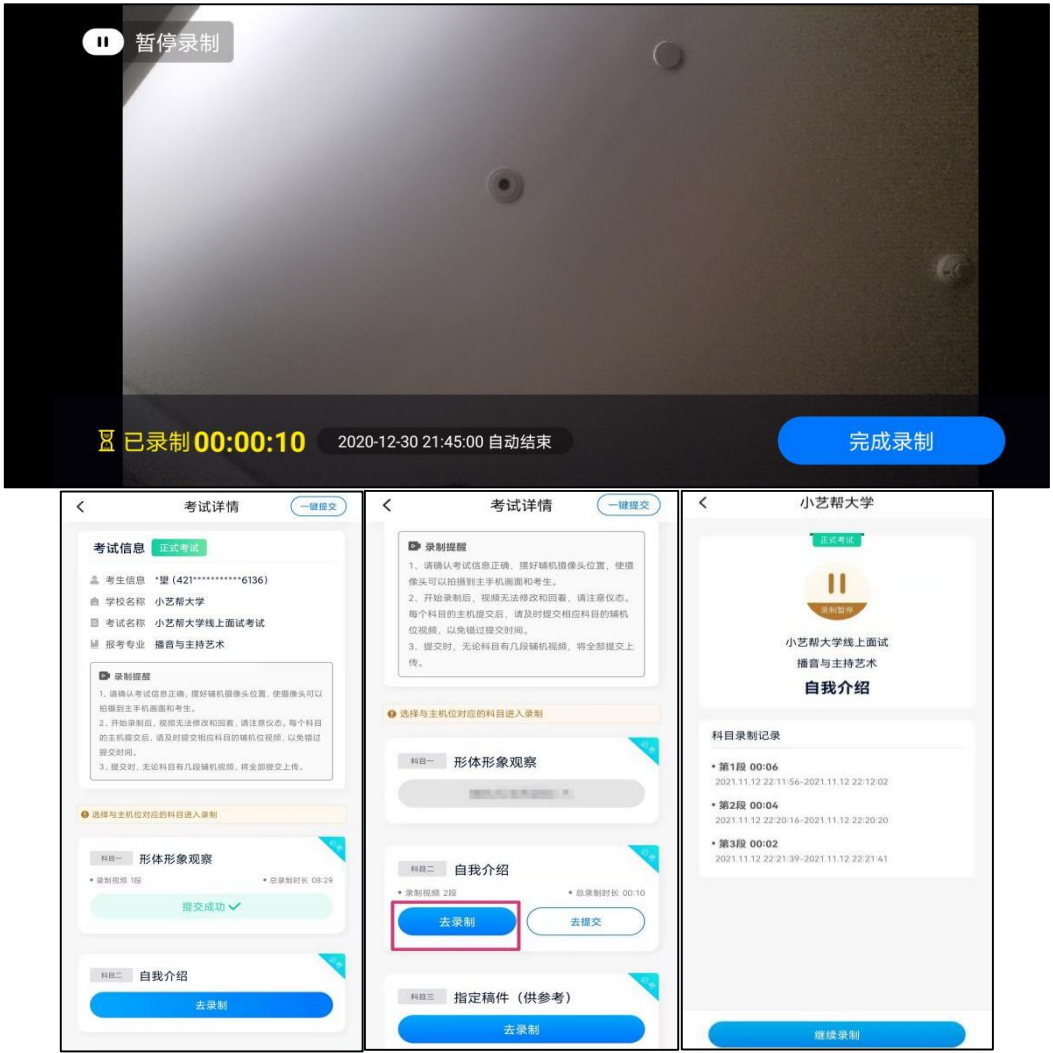 暂停录制
已录制 00:00:10
2020-12-30 21:45:00 自动结束
完成录制
考试详情
一键提交
考试信息 正式考试
考生信息 *望 (421***********6136)
学校名称 小艺帮大学
考试名称 小艺帮大学线上面试考试
报考专业 播音与主持艺术
录制提醒
1、请确认考试信息正确，摆好辅机摄像头位置，使摄像头可以
拍摄到主手机画面和考生。
2、开始录制后，视频无法修改和回看，请注意仪态。每个科目
的主机提交后，请及时提交相应科目的辅机位视频，以免错过
提交时间。
3、提交时，无论科目有几段辅机视频，将全部提交上传。
选择与主机位对应的科目进入录制
科目一 形体形象观察
必考
• 录制视频 1段
• 总录制时长 08:29
提交成功
科目二 自我介绍
必考
去录制
考试详情
一键提交
录制提醒
1、请确认考试信息正确，摆好辅机摄像头位置，使摄
像头可以拍摄到主手机画面和考生。
2、开始录制后，视频无法修改和回看，请注意仪态。
每个科目的主机提交后，请及时提交相应科目的辅机
位视频，以免错过提交时间。
3、提交时，无论科目有几段辅机视频，将全部提交上
传。
选择与主机位对应的科目进入录制
科目一 形体形象观察
必考
科目二 自我介绍
必考
• 录制视频 2段
• 总录制时长 00:10
去录制
去提交
科目三 指定稿件（供参考）
必考
去录制
小艺帮大学
正式考试
录制暂停
小艺帮大学线上面试
播音与主持艺术
自我介绍
科目录制记录
• 第1段 00:06
2021.11.12 22:11:56-2021.11.12 22:12:02
• 第2段 00:04
2021.11.12 22:20:16-2021.11.12 22:20:20
• 第3段 00:02
2021.11.12 22:21:39-2021.11.12 22:21:41
继续录制